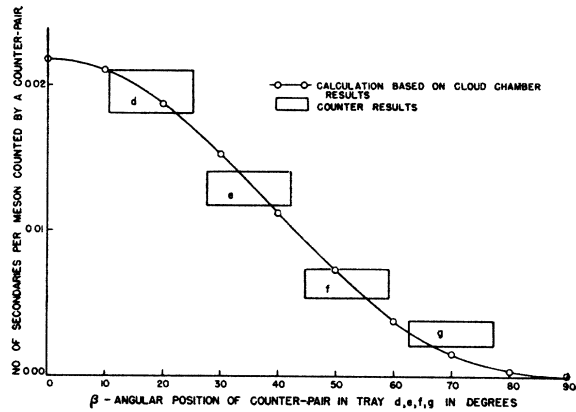 NO OF SECONDARIES PER MESON COUNTED BY A COUNTER-PAIR.
0.02
0.01
0.00
CALCULATION BASED ON CLOUD CHAMBER
RESULTS
COUNTER RESULTS
d
e
f
g
0 10 20 30 40 50 60 70 80 90
β - ANGULAR POSITION OF COUNTER-PAIR IN TRAY d,e,f,g IN DEGREES